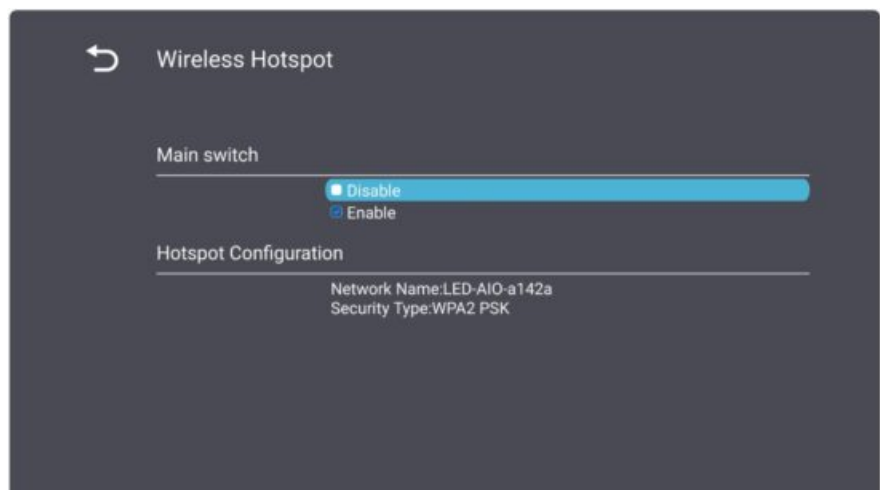 Wireless Hotspot
Main switch
Disable
Enable
Hotspot Configuration
Network Name:LED-AIO-a142a
Security Type:WPA2 PSK